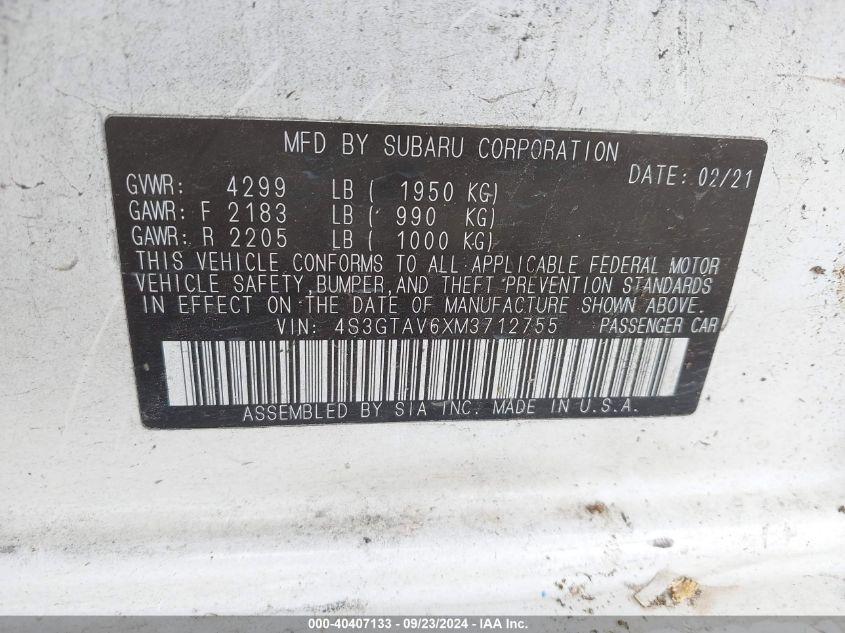 MFD BY SUBARU CORPORATION
DATE: 02/21
GVWR: 4299 LB ( 1950 KG)
GAWR: F 2183 LB ( 990 KG)
GAWR: R 2205 LB ( 1000 KG)
THIS VEHICLE CONFORMS TO ALL APPLICABLE FEDERAL MOTOR
VEHICLE SAFETY, BUMPER, AND THEFT PREVENTION STANDARDS
IN EFFECT ON THE DATE OF MANUFACTURE SHOWN ABOVE.
VIN: 4S3GTAV6XM3712755 PASSENGER CAR
ASSEMBLED BY SIA INC. MADE IN U.S.A.
000-40407133 - 09/23/2024 - IAA Inc.